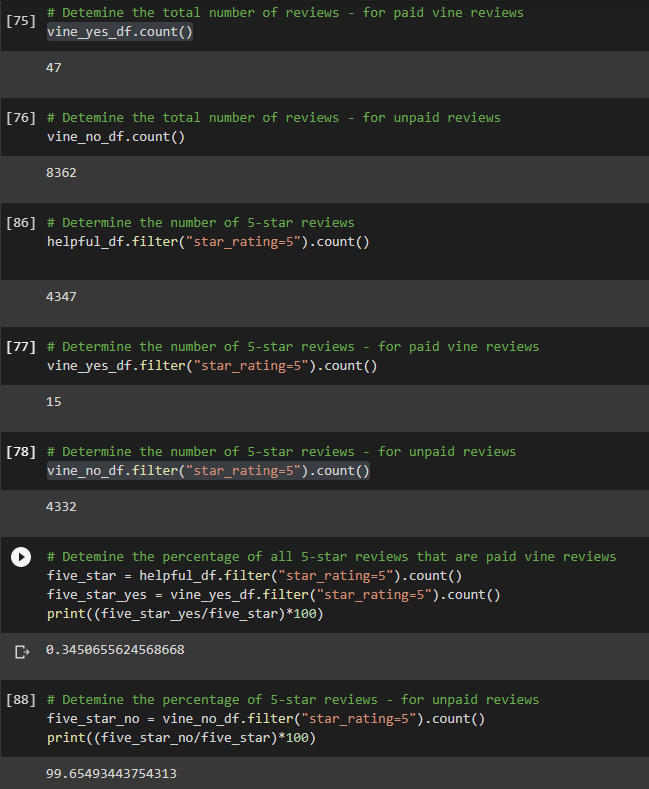 [75] # Detemine the total number of reviews - for paid vine reviews
vine_yes_df.count()
47
[76] # Detemine the total number of reviews - for unpaid reviews
vine_no_df.count()
8362
[86] # Determine the number of 5-star reviews
helpful_df.filter("star_rating=5").count()
4347
[77] # Determine the number of 5-star reviews - for paid vine reviews
vine_yes_df.filter("star_rating=5").count()
15
[78] # Determine the number of 5-star reviews - for unpaid reviews
vine_no_df.filter("star_rating=5").count()
4332
# Detemine the percentage of all 5-star reviews that are paid vine reviews
five_star = helpful_df.filter("star_rating=5").count()
five_star_yes = vine_yes_df.filter("star_rating=5").count()
print((five_star_yes/five_star)*100)
0.3450655624568668
[88] # Detemine the percentage of 5-star reviews - for unpaid reviews
five_star_no = vine_no_df.filter("star_rating=5").count()
print((five_star_no/five_star)*100)
99.65493443754313